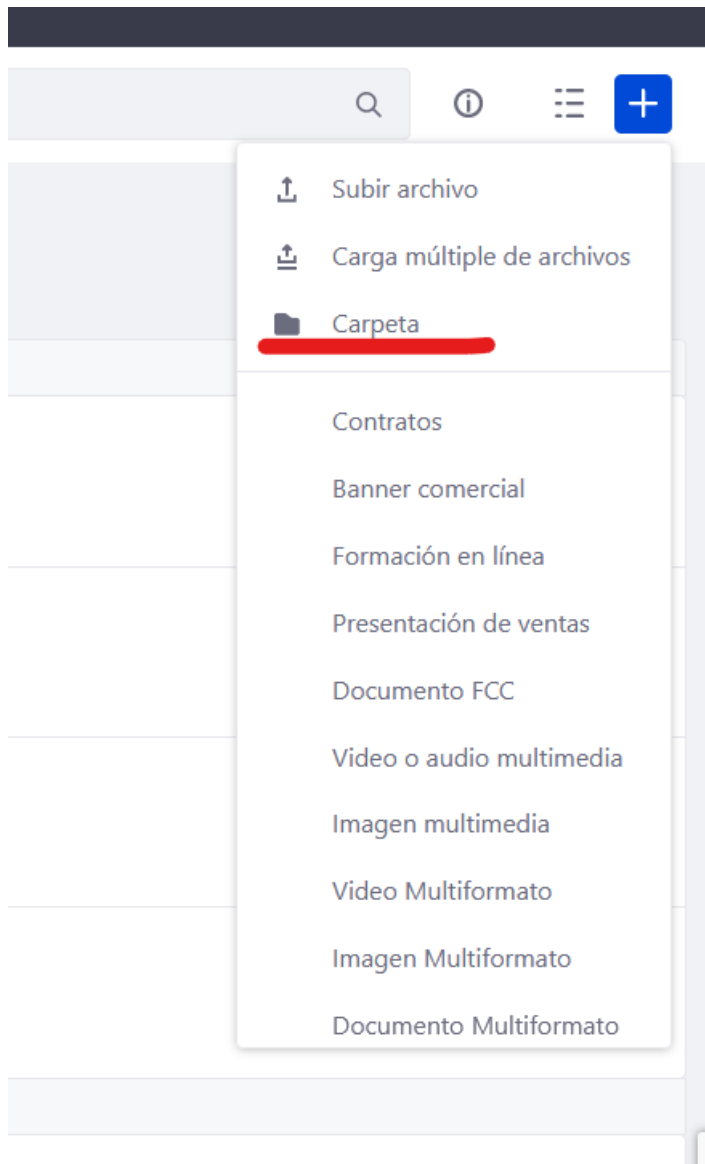 Subir archivo
Carga múltiple de archivos
Carpeta
Contratos
Banner comercial
Formación en línea
Presentación de ventas
Documento FCC
Video o audio multimedia
Imagen multimedia
Video Multiformato
Imagen Multiformato
Documento Multiformato